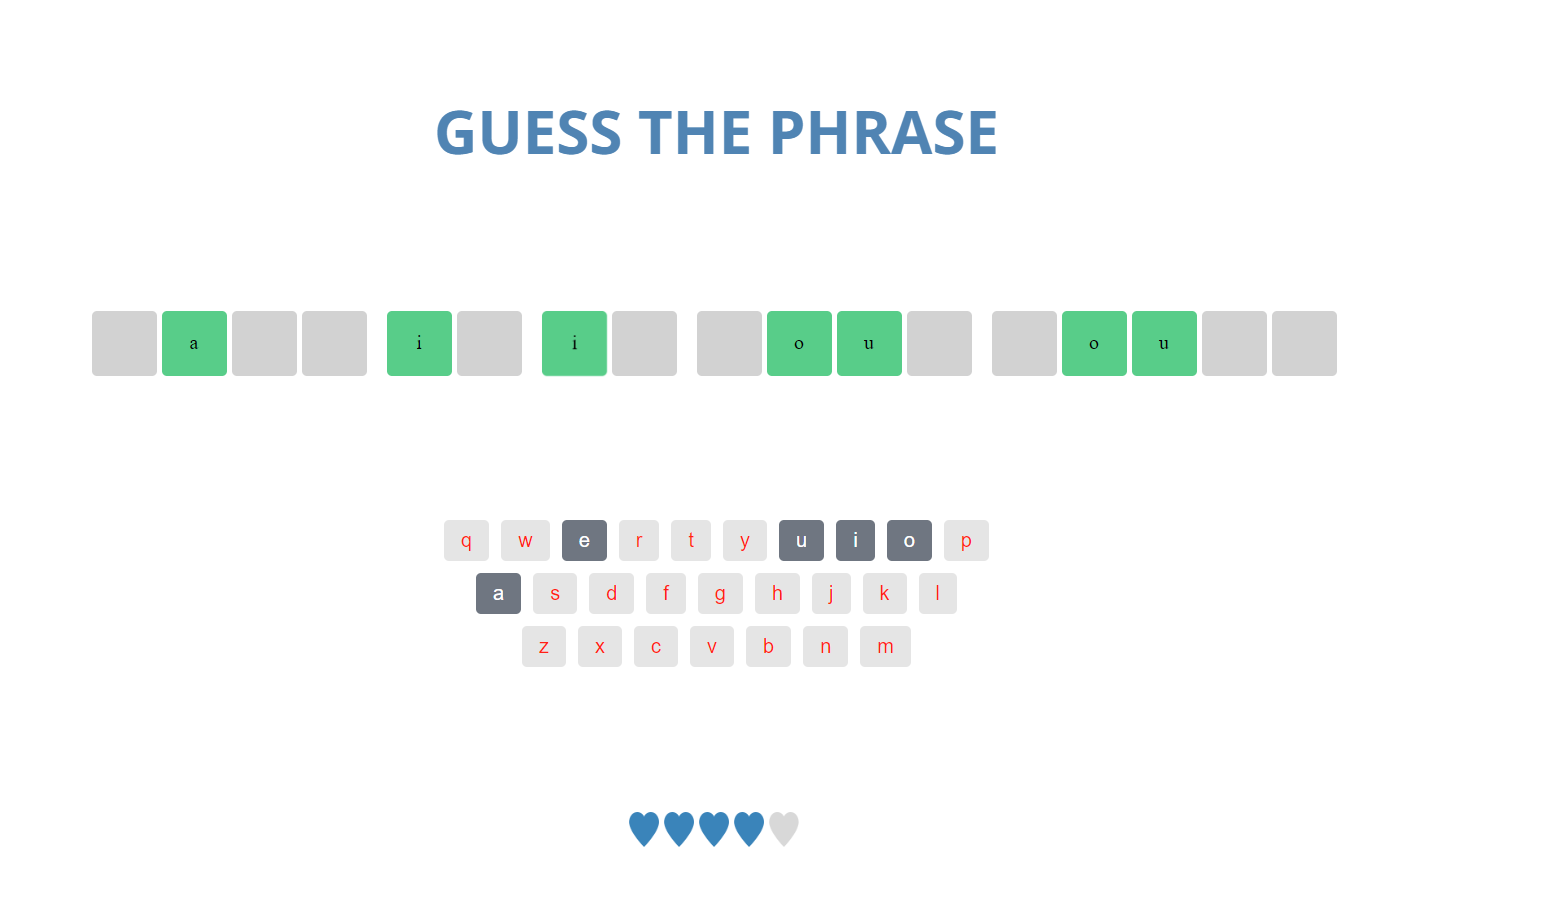 GUESS THE PHRASE
a i i o u o u
q w e r t y u i o p
a s d f g h j k l
z x c v b n m